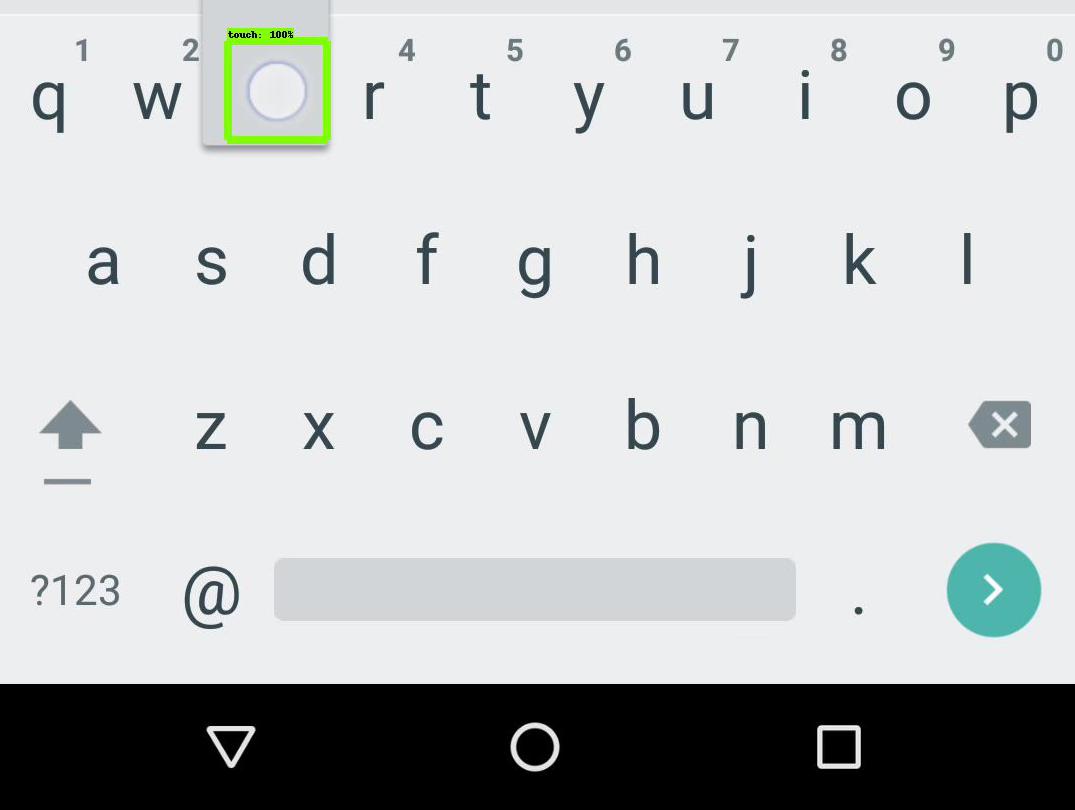 touch: 100%
1 2 4 5 6 7 8 9 0
q w r t y u i o p
a s d f g h j k l
z x c v b n m
?123 @ .